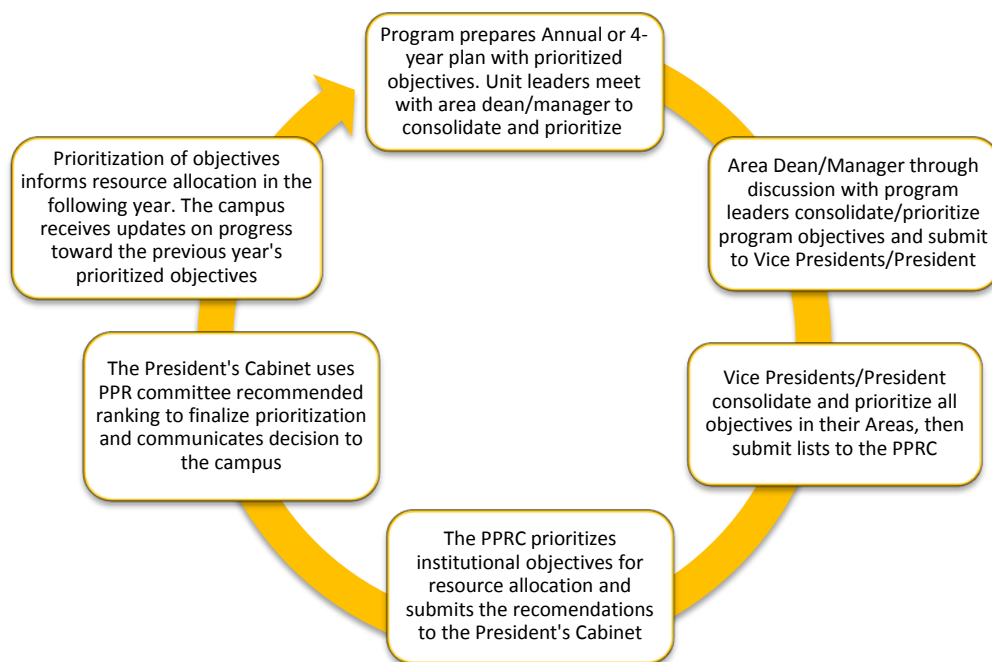 Program prepares Annual or 4-
year plan with prioritized
objectives. Unit leaders meet
with area dean/manager to
consolidate and prioritize
Area Dean/Manager through
discussion with program
leaders consolidate/prioritize
program objectives and submit
to Vice Presidents/President
Vice Presidents/President
consolidate and prioritize all
objectives in their Areas, then
submit lists to the PPRC
The PPRC prioritizes
institutional objectives for
resource allocation and
submits the recomendations
to the President's Cabinet
The President's Cabinet uses
PPR committee recommended
ranking to finalize prioritization
and communicates decision to
the campus
Prioritization of objectives
informs resource allocation in the
following year. The campus
receives updates on progress
toward the previous year's
prioritized objectives